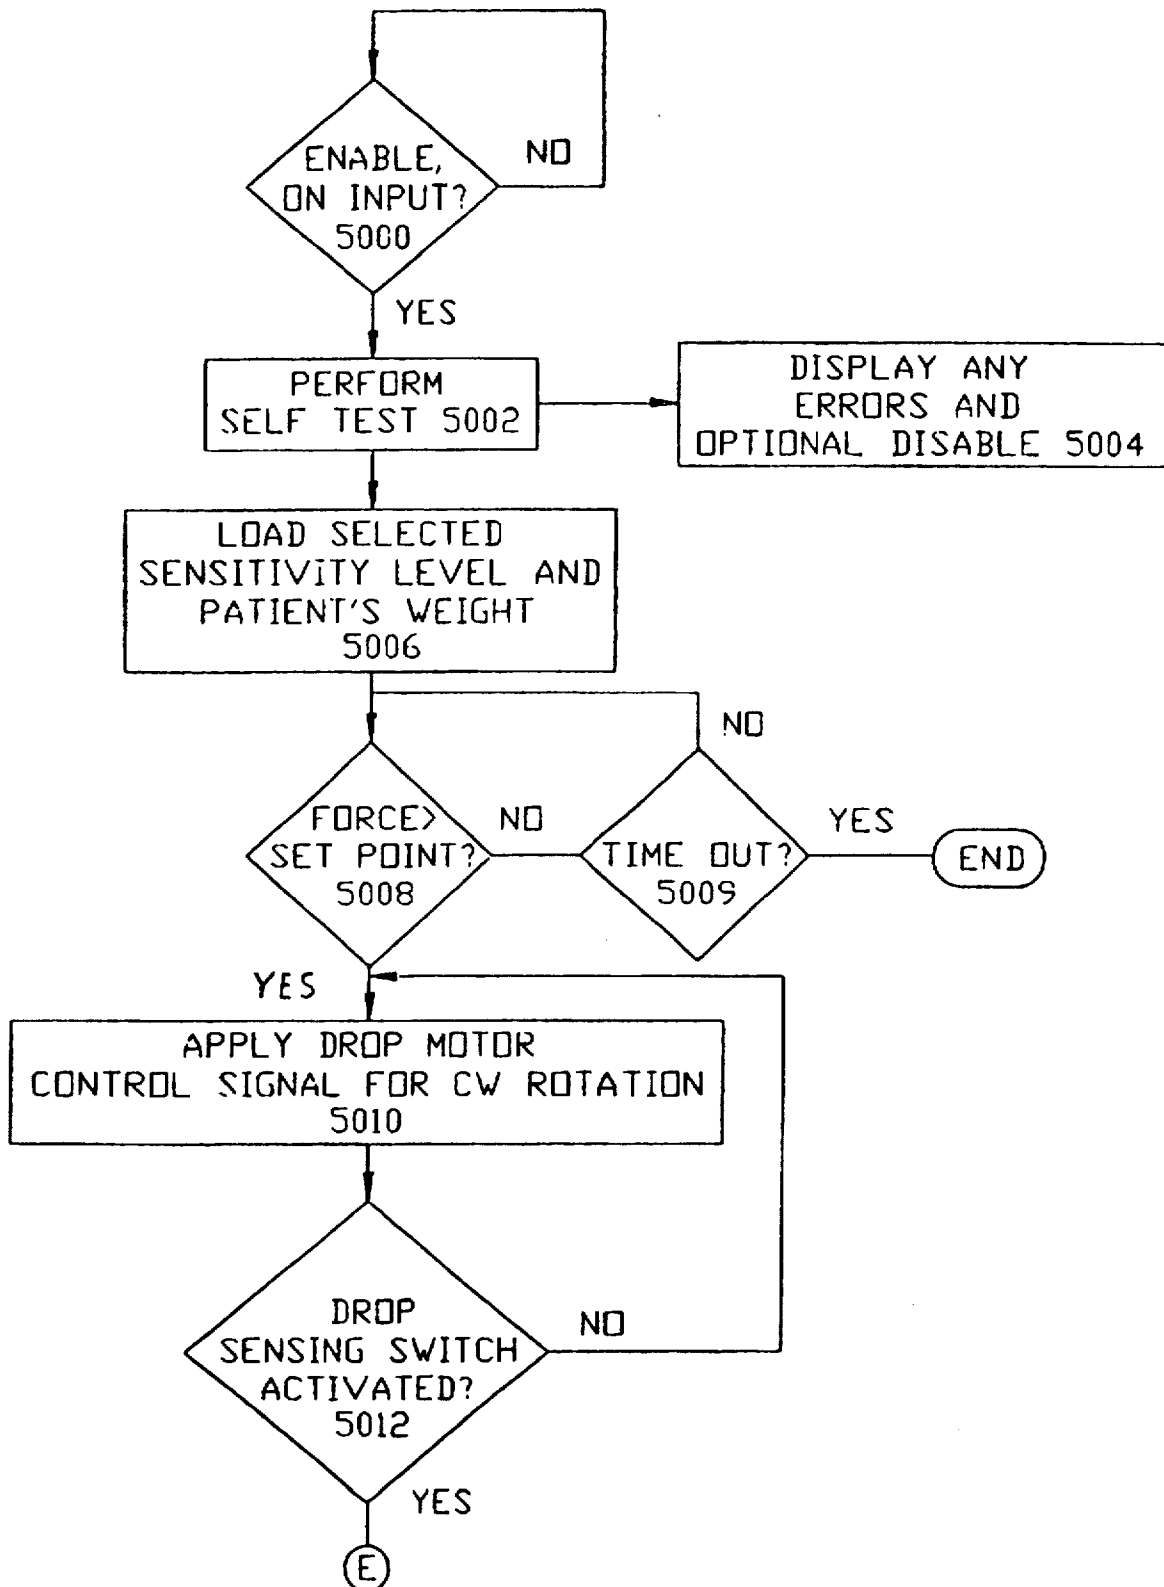 ENABLE,
ON INPUT?
5000
NO
YES
PERFORM
SELF TEST 5002
DISPLAY ANY
ERRORS AND
OPTIONAL DISABLE 5004
LOAD SELECTED
SENSITIVITY LEVEL AND
PATIENT'S WEIGHT
5006
NO
FORCE>
SET POINT?
5008
NO
TIME OUT?
5009
YES
END
YES
APPLY DROP MOTOR
CONTROL SIGNAL FOR CW ROTATION
5010
DROP
SENSING SWITCH
ACTIVATED?
5012
NO
YES
E